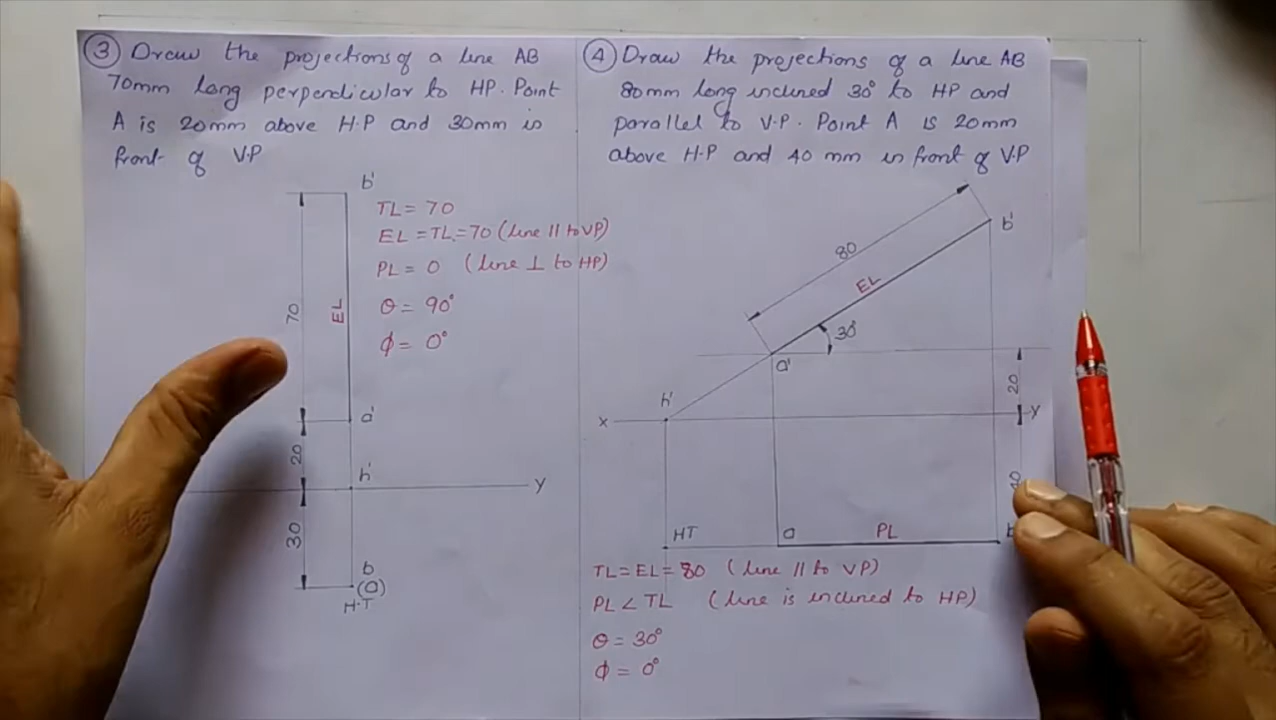 3 Draw the projections of a line AB
70mm long perpendicular to HP. Point
A is 20mm above H.P and 30mm in
front of V.P
b'
TL = 70
EL = TL = 70 (line || to VP)
PL = 0 (line ⊥ to HP)
θ = 90°
ϕ = 0°
70
EL
a'
20
h'
Y
30
b
(a)
H.T
4 Draw the projections of a line AB
80mm long inclined 30° to HP and
parallel to V.P. Point A is 20mm
above H.P and 40 mm in front of V.P
b'
80
EL
30°
a'
20
h'
X
Y
40
HT
a
PL
b
TL = EL = 80 (line || to VP)
PL < TL (line is inclined to HP)
θ = 30°
ϕ = 0°